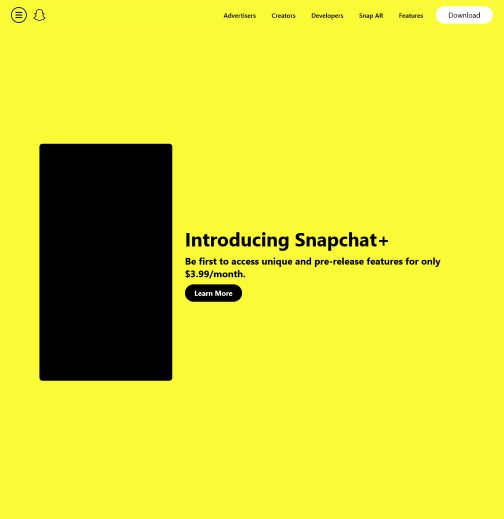 Advertisers Creators Developers Snap AR Features Download
Introducing Snapchat+
Be first to access unique and pre-release features for only
$3.99/month.
Learn More